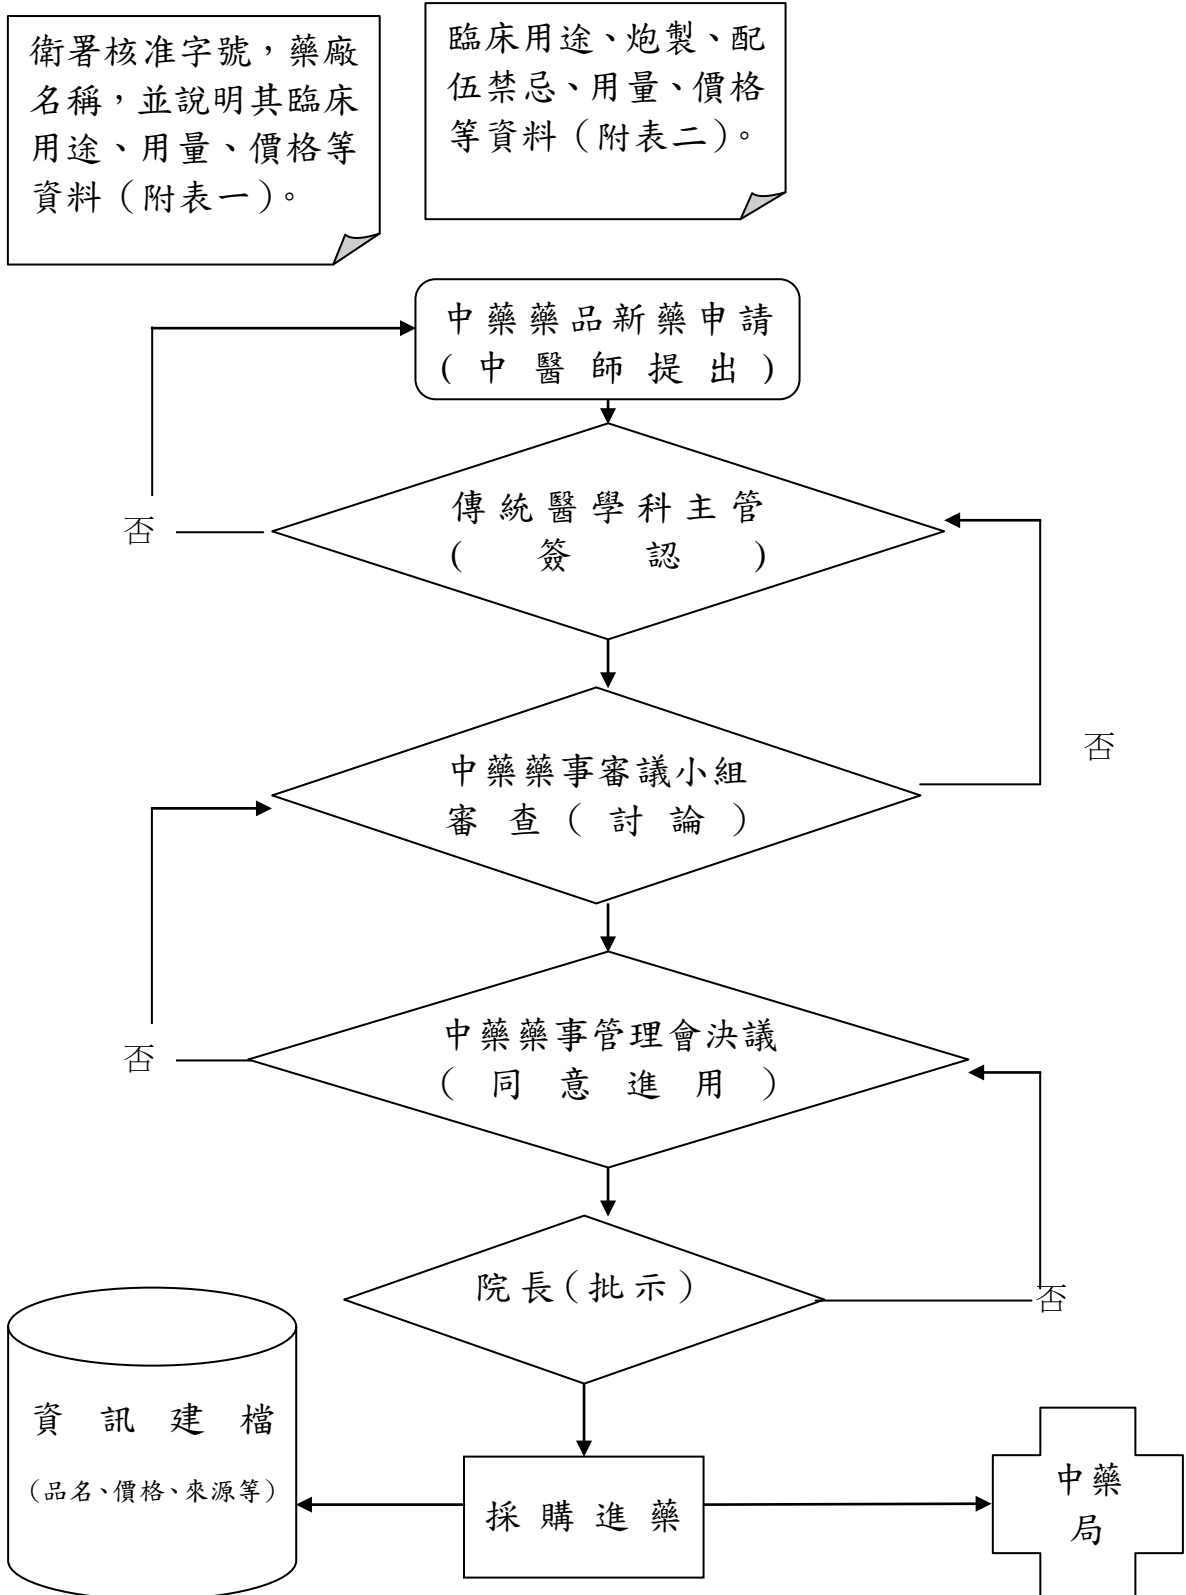 衛署核准字號，藥廠
名稱，並說明其臨床
用途、用量、價格等
資料（附表一）。
臨床用途、炮製、配
伍禁忌、用量、價格
等資料（附表二）。
中藥藥品新藥申請
(中醫師提出)
傳統醫學科主管
(簽認)
否
否
中藥藥事審議小組
審查（討論）
中藥藥事管理會決議
（同意進用）
否
院長（批示）
否
資訊建檔
（品名、價格、來源等）
採購進藥
中藥
局